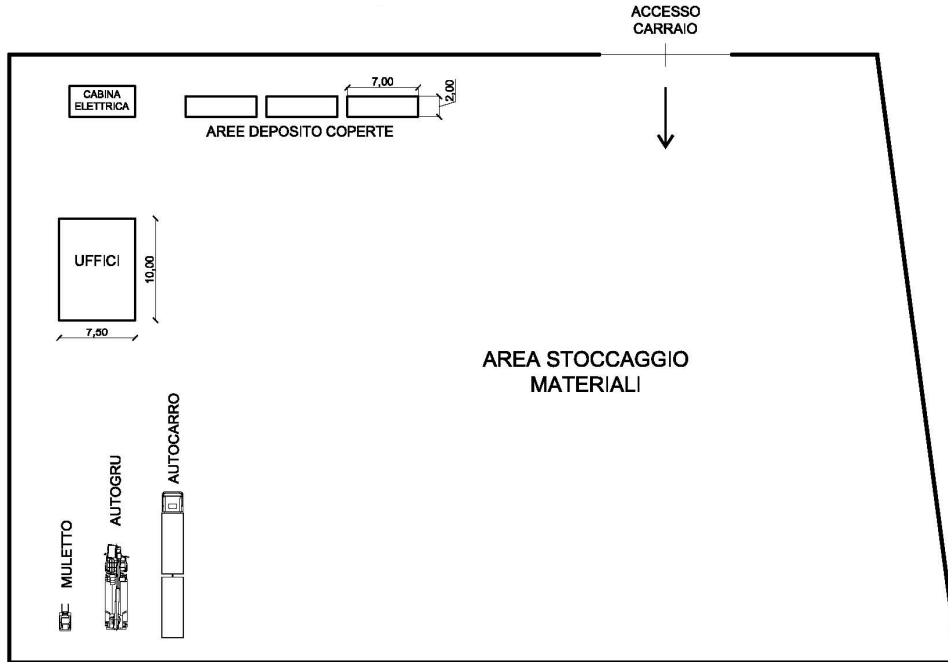 ACCESSO
CARRAIO
CABINA
ELETTRICA
7,00
2,00
AREE DEPOSITO COPERTE
UFFICI
10,00
7,50
AREA STOCCAGGIO
MATERIALI
AUTOCARRO
AUTOGRU
MULETTO